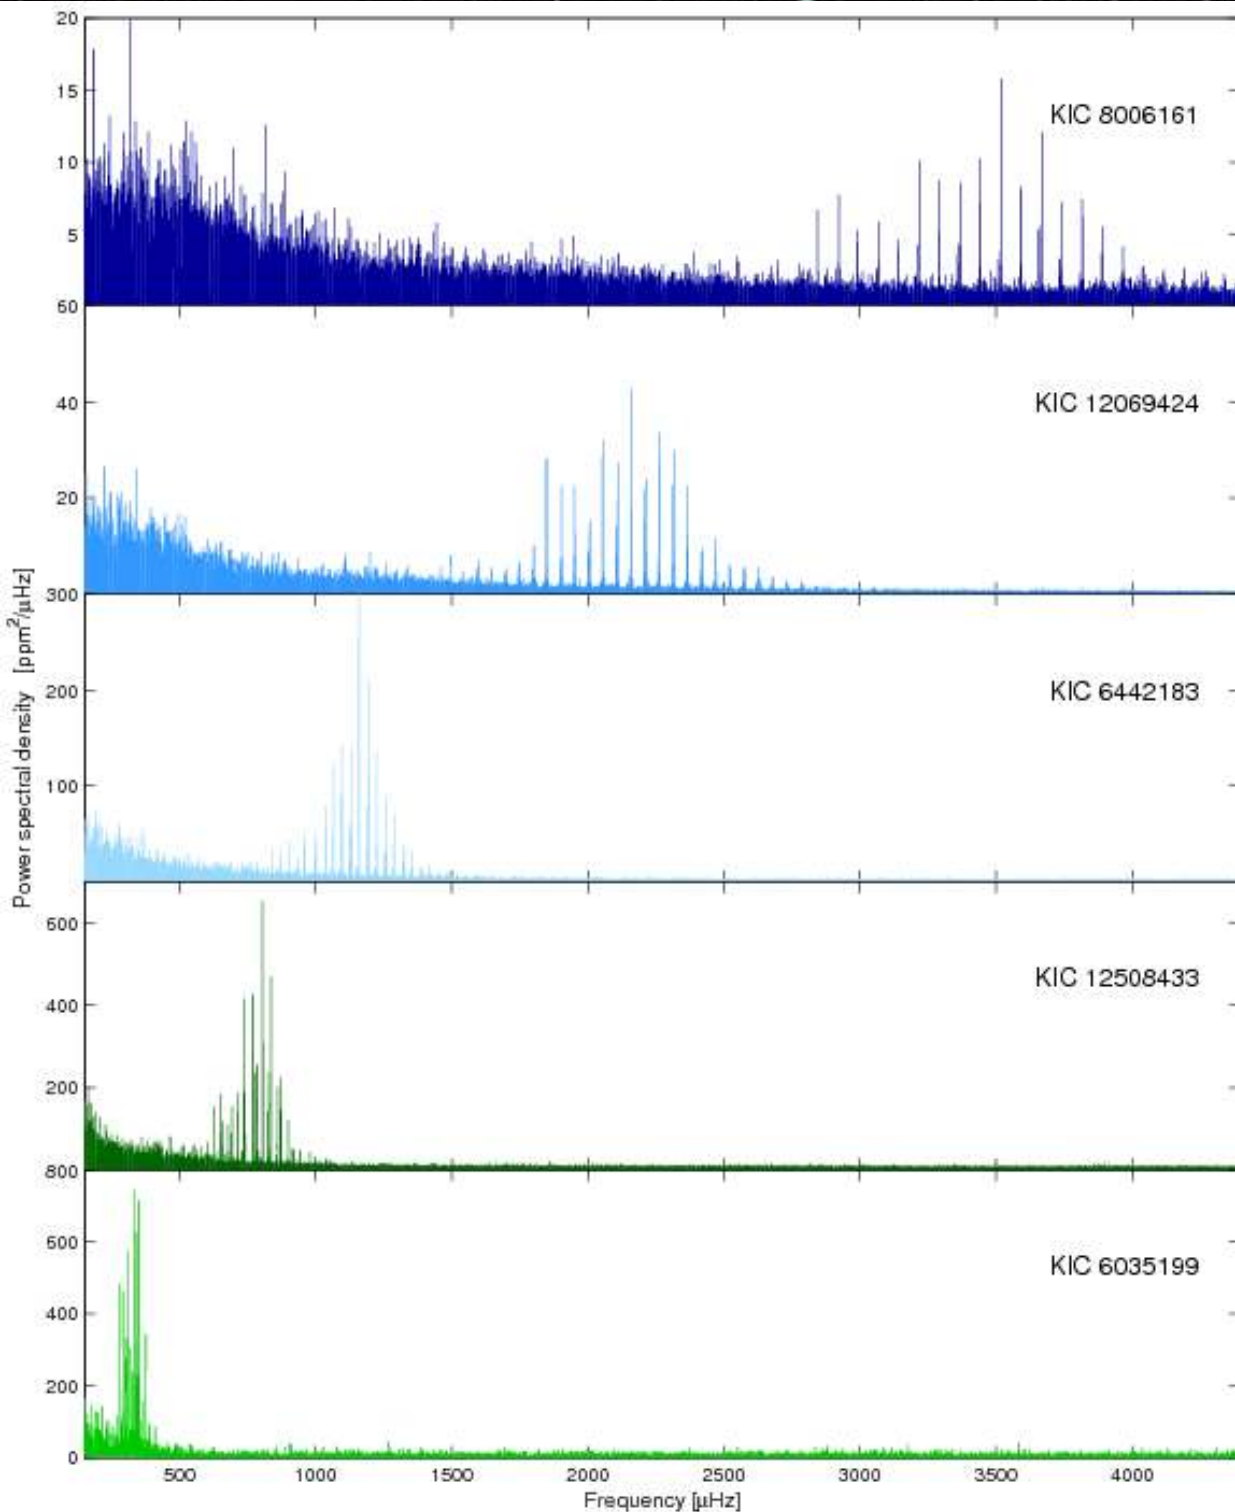 20
15
KIC 8006161
10
5
60
40
KIC 12069424
20
300
200
KIC 6442183
100
Power spectral density [ppm²/μHz]
600
KIC 12508433
400
200
800
600
KIC 6035199
400
200
0
500 1000 1500 2000 2500 3000 3500 4000
Frequency [μHz]